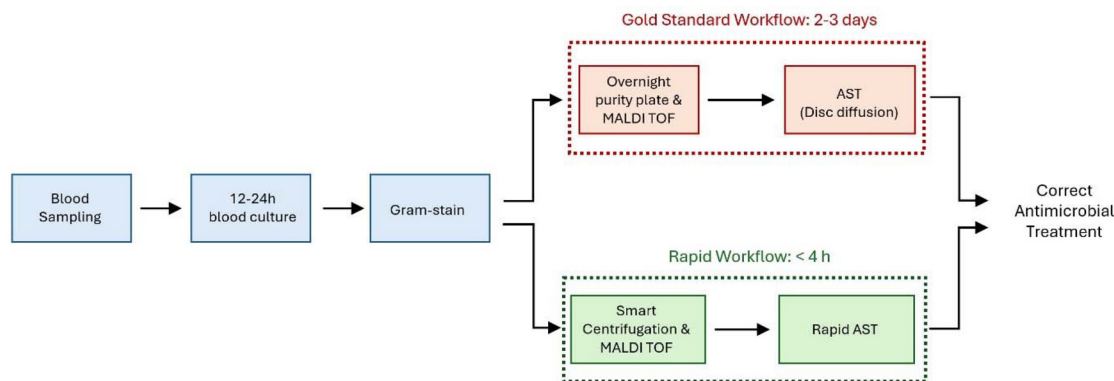 Gold Standard Workflow: 2-3 days
Overnight
purity plate &
MALDI TOF
AST
(Disc diffusion)
Blood
Sampling
12-24h
blood culture
Gram-stain
Correct
Antimicrobial
Treatment
Rapid Workflow: < 4 h
Smart
Centrifugation &
MALDI TOF
Rapid AST